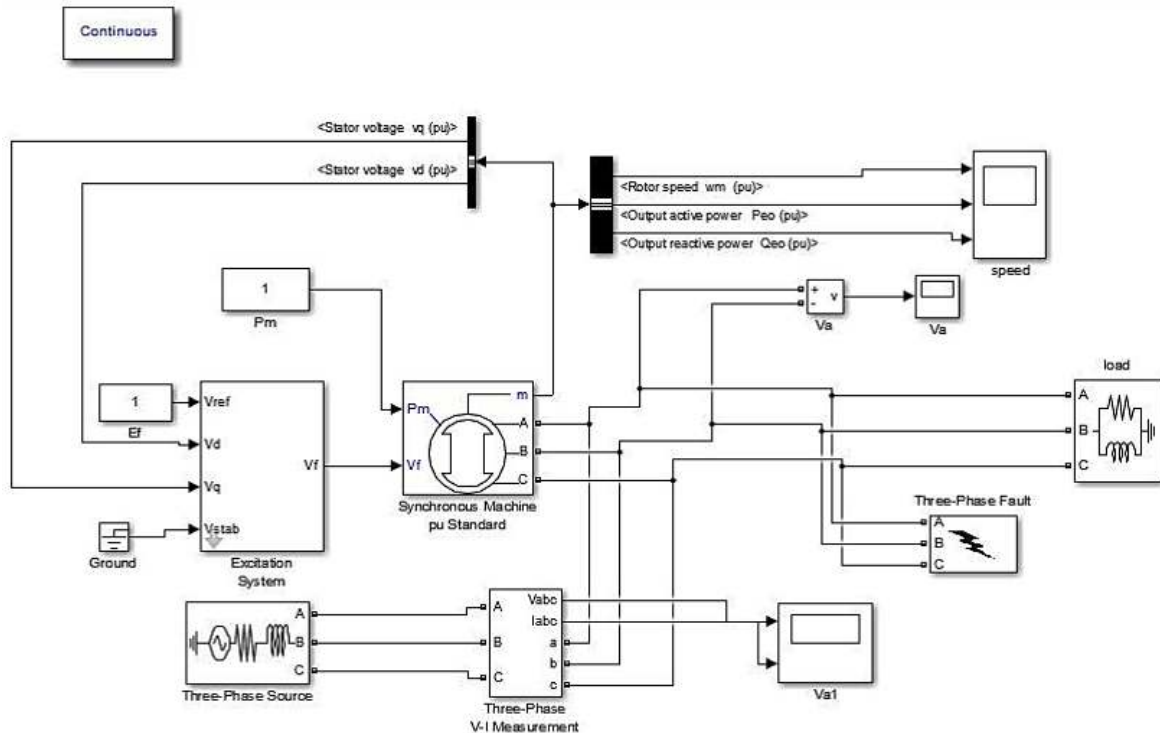 Continuous
<Stator voltage vq (pu)>
<Stator voltage vd (pu)>
<Rotor speed wm (pu)>
<Output active power Peo (pu)>
<Output reactive power Qeo (pu)>
speed
1
Pm
+
-
v
Va
Va
load
A
B
C
1
Ef
Vref
Vd
Vq
Vstab
Vf
Excitation
System
Ground
Pm
Vf
m
A
B
C
Synchronous Machine
pu Standard
Three-Phase Fault
A
B
C
A
B
C
Three-Phase Source
A
B
C
Vabc
Iabc
a
b
c
Three-Phase
V-I Measurement
Va1